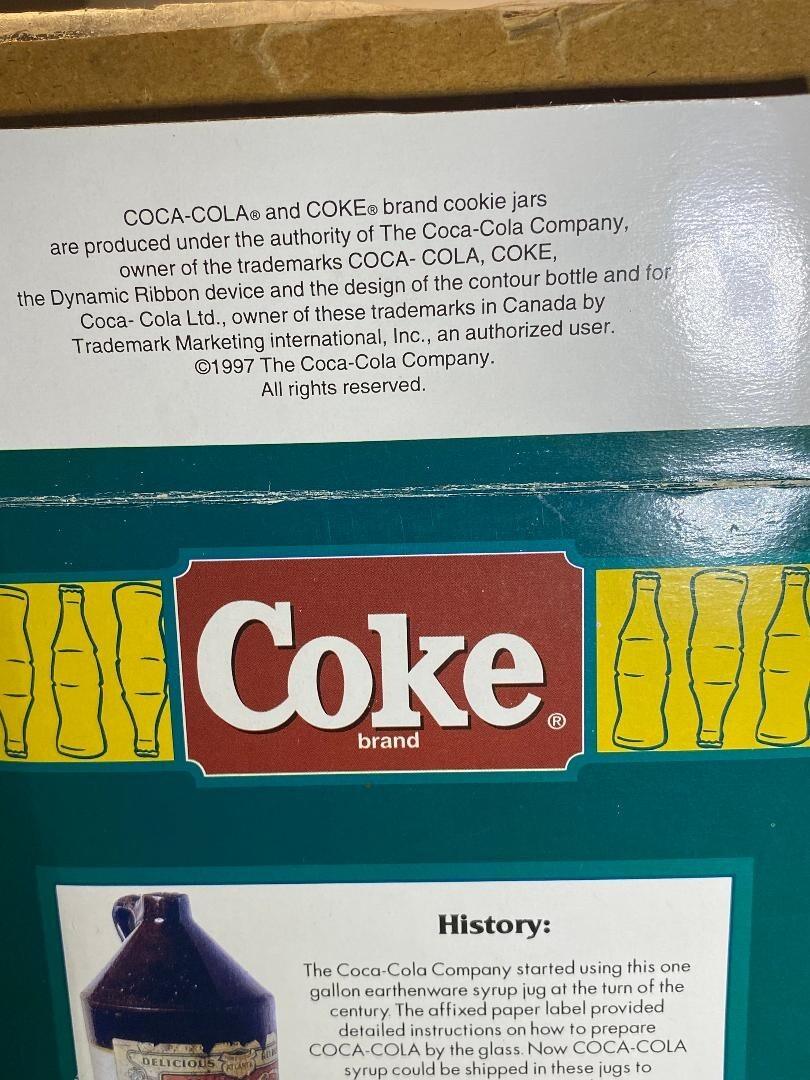 COCA-COLA® and COKE® brand cookie jars
are produced under the authority of The Coca-Cola Company,
owner of the trademarks COCA- COLA, COKE,
the Dynamic Ribbon device and the design of the contour bottle and for
Coca- Cola Ltd., owner of these trademarks in Canada by
Trademark Marketing international, Inc., an authorized user.
©1997 The Coca-Cola Company.
All rights reserved.
Coke®
brand
History:
The Coca-Cola Company started using this one
gallon earthenware syrup jug at the turn of the
century. The affixed paper label provided
detailed instructions on how to prepare
COCA-COLA by the glass. Now COCA-COLA
syrup could be shipped in these jugs to
DELICIOUS
ATLANTA